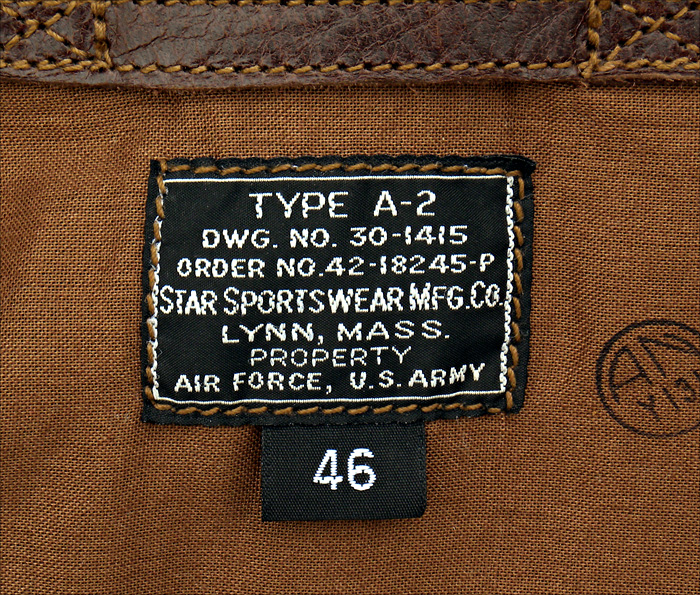 TYPE A-2
DWG. NO. 30-1415
ORDER NO.42-18245-P
STAR SPORTSWEAR MFG.CO.
LYNN, MASS.
PROPERTY
AIR FORCE, U.S. ARMY
46